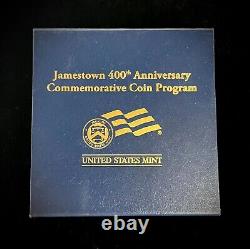 Jamestown 400th Anniversary
Commemorative Coin Program
UNITED STATES MINT